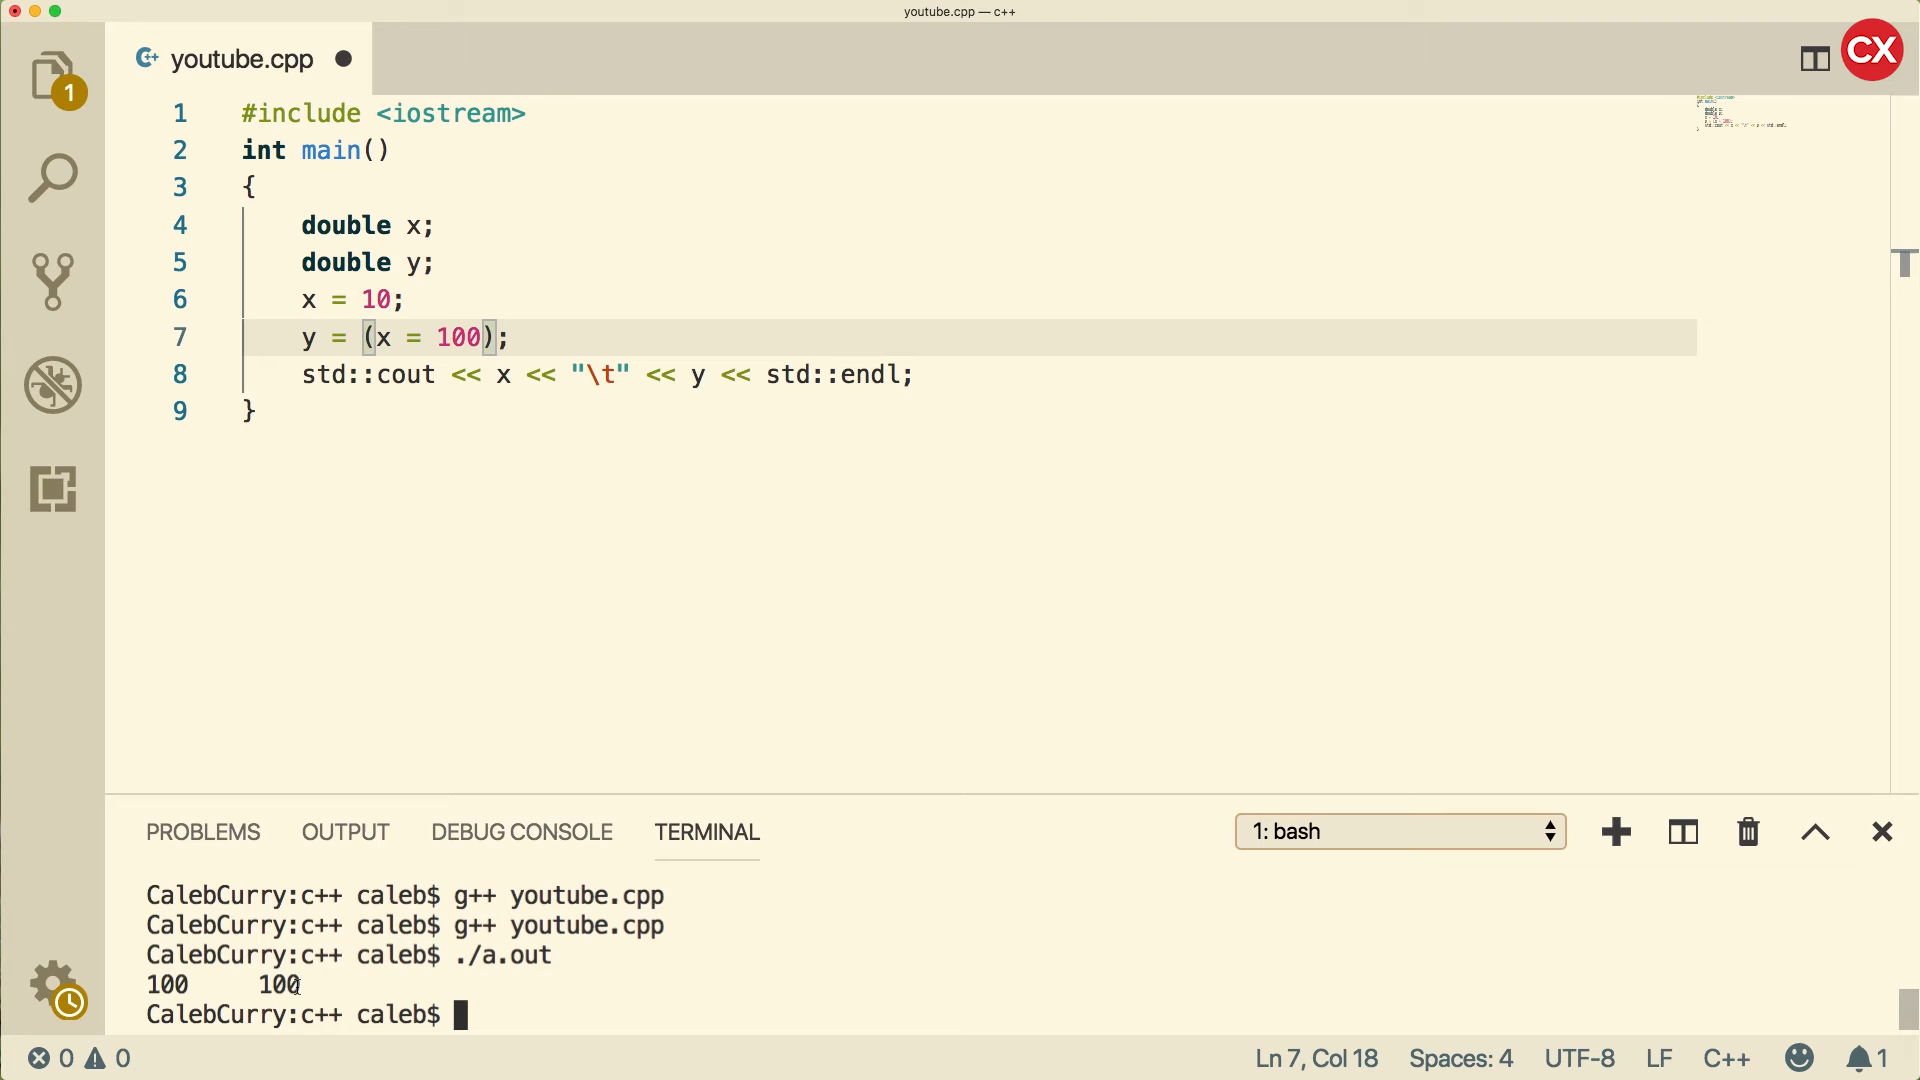 youtube.cpp — c++
youtube.cpp
CX
1
1 #include <iostream>
2 int main()
3 {
4 double x;
5 double y;
6 x = 10;
7 y = (x = 100);
8 std::cout << x << "\t" << y << std::endl;
9 }
PROBLEMS OUTPUT DEBUG CONSOLE TERMINAL 1: bash
CalebCurry:c++ caleb$ g++ youtube.cpp
CalebCurry:c++ caleb$ g++ youtube.cpp
CalebCurry:c++ caleb$ ./a.out
100 100
CalebCurry:c++ caleb$
0 0 Ln 7, Col 18 Spaces: 4 UTF-8 LF C++ 1